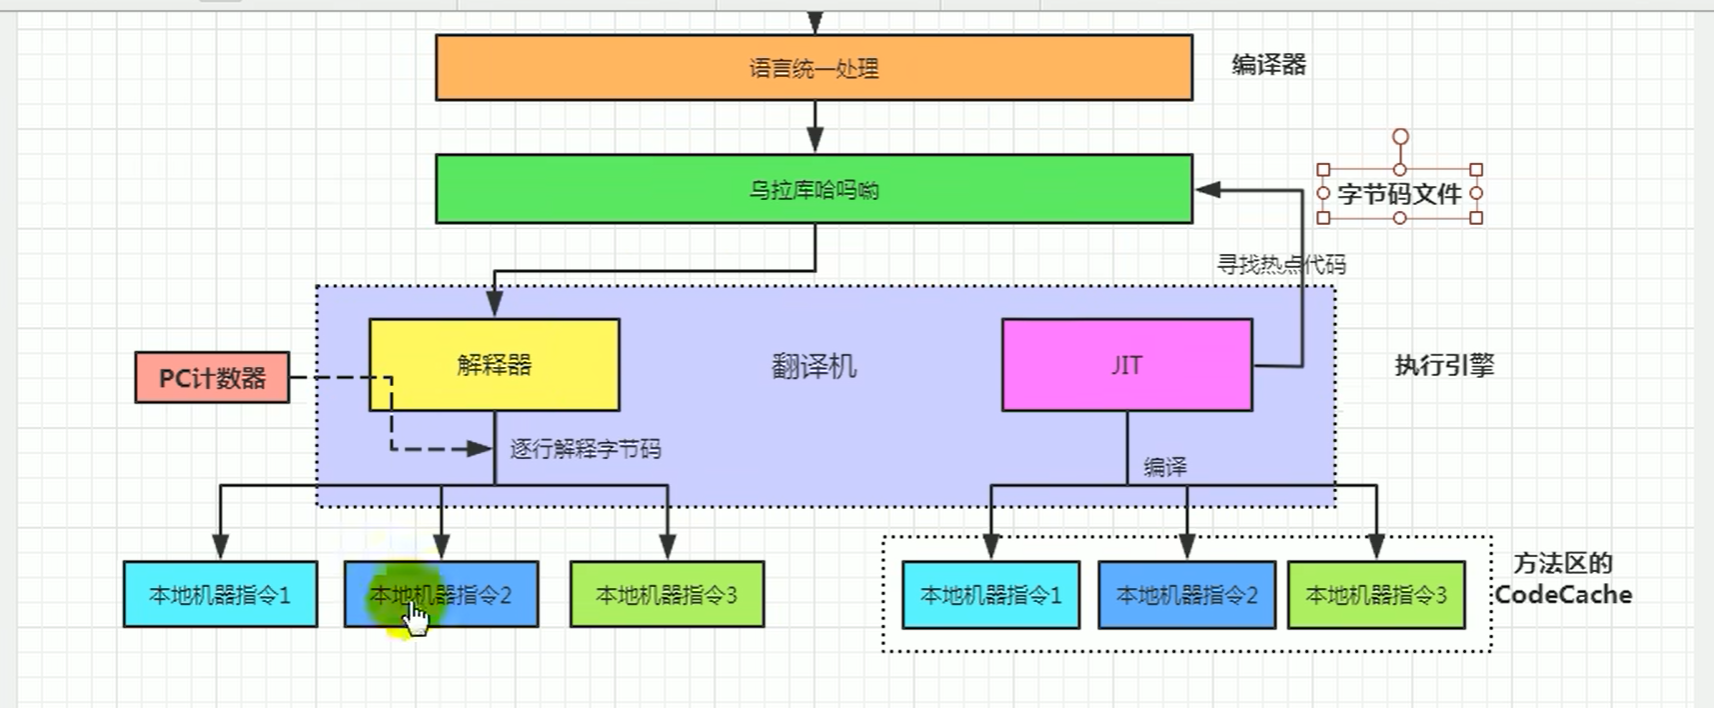 语言统一处理
编译器
乌拉库哈吗呦
字节码文件
寻找热点代码
PC计数器
解释器
翻译机
JIT
执行引擎
逐行解释字节码
编译
本地机器指令1
本地机器指令2
本地机器指令3
本地机器指令1
本地机器指令2
本地机器指令3
方法区的
CodeCache